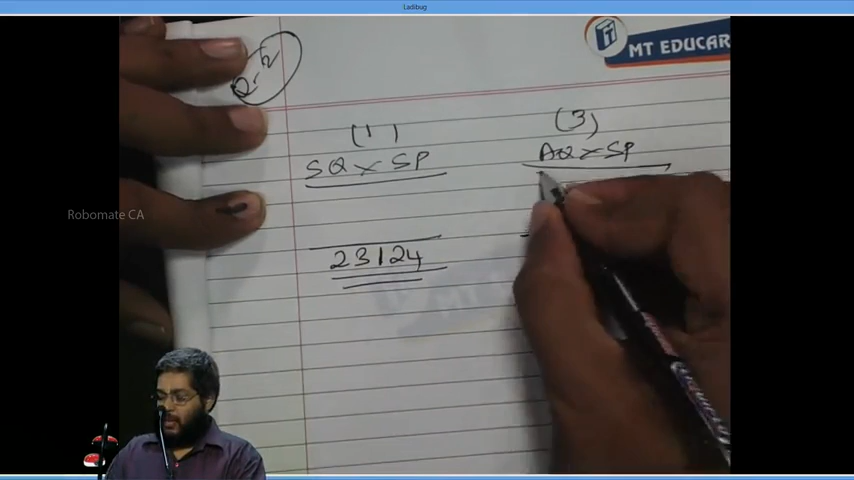 Ladibug
Q-2
MT EDUCARE
(1)
(3)
SQ × SP
AQ × SP
Robomate CA
23124